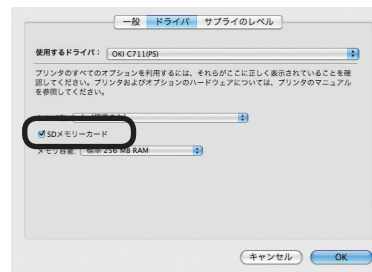 一般 ドライバ サプライのレベル
使用するドライバ： OKI C711(PS)
プリンタのすべてのオプションを利用するには、それらがここに正しく表示されていることを確
認してください。プリンタおよびオプションのハードウェアについては、プリンタのマニュアル
を参照してください。
SDメモリーカード
メモリ容量： 標準 256 MB RAM
キャンセル OK